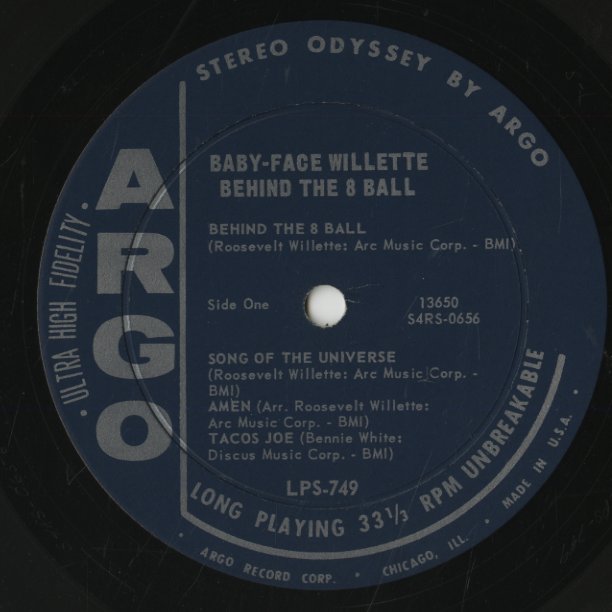 STEREO ODYSSEY BY ARGO
ARGO
• ULTRA HIGH FIDELITY •
BABY-FACE WILLETTE
BEHIND THE 8 BALL
BEHIND THE 8 BALL
(Roosevelt Willette: Arc Music Corp. - BMI)
Side One
13650
S4RS-0656
SONG OF THE UNIVERSE
(Roosevelt Willette: Arc Music Corp. -
BMI)
AMEN (Arr. Roosevelt Willette:
Arc Music Corp. - BMI)
TACOS JOE (Bennie White:
Discus Music Corp. - BMI)
LPS-749
LONG PLAYING 33 1/3 RPM UNBREAKABLE
• ARGO RECORD CORP. • CHICAGO, ILL. • MADE IN U.S.A. •